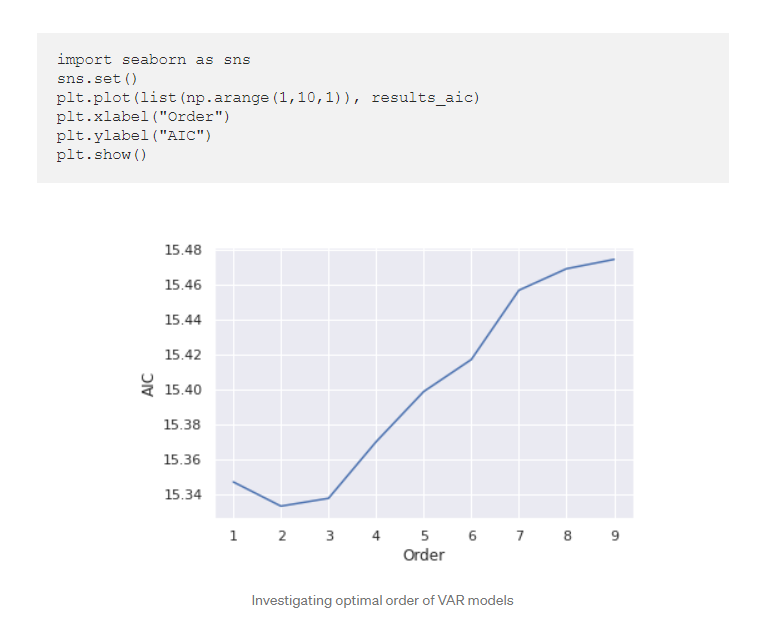 import seaborn as sns
sns.set()
plt.plot(list(np.arange(1,10,1)), results_aic)
plt.xlabel("Order")
plt.ylabel("AIC")
plt.show()
15.48
15.46
15.44
15.42
15.40
15.38
15.36
15.34
AIC
1 2 3 4 5 6 7 8 9
Order
Investigating optimal order of VAR models